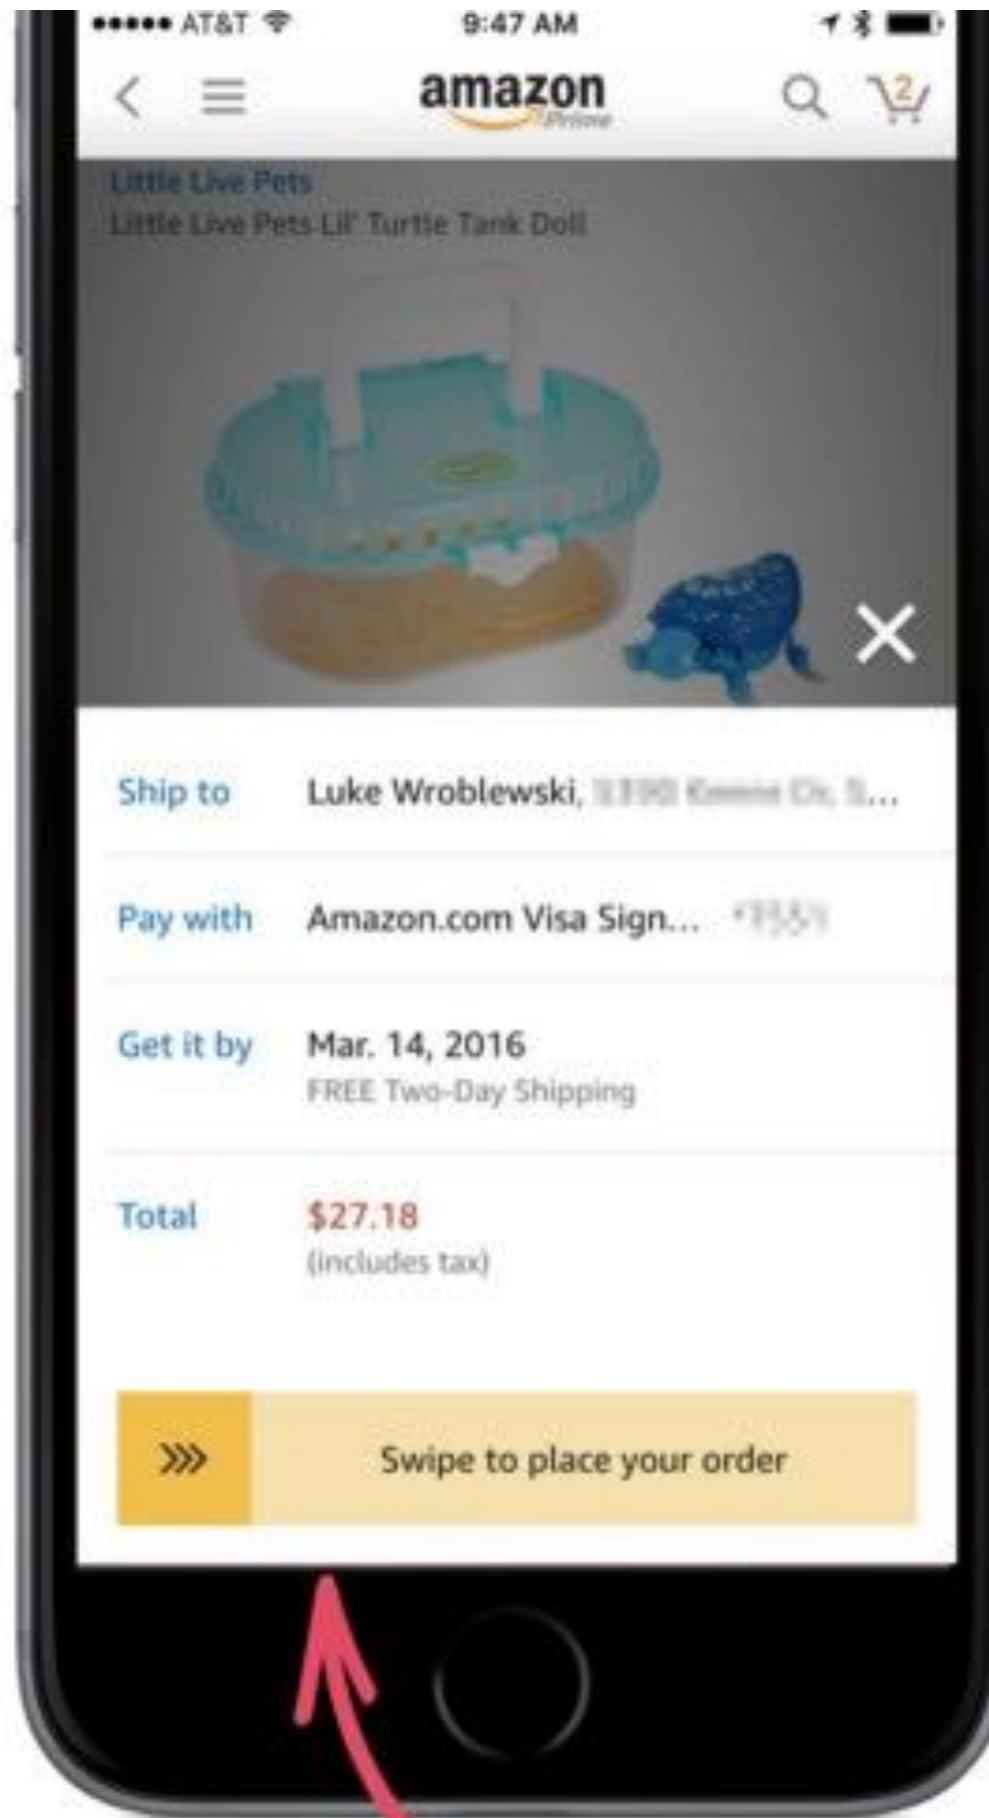 AT&T
9:47 AM
amazon
Prime
2
Little Live Pets
Little Live Pets Lil' Turtle Tank Doll
Ship to Luke Wroblewski, ...
Pay with Amazon.com Visa Sign...
Get it by Mar. 14, 2016
FREE Two-Day Shipping
Total $27.18
(includes tax)
Swipe to place your order